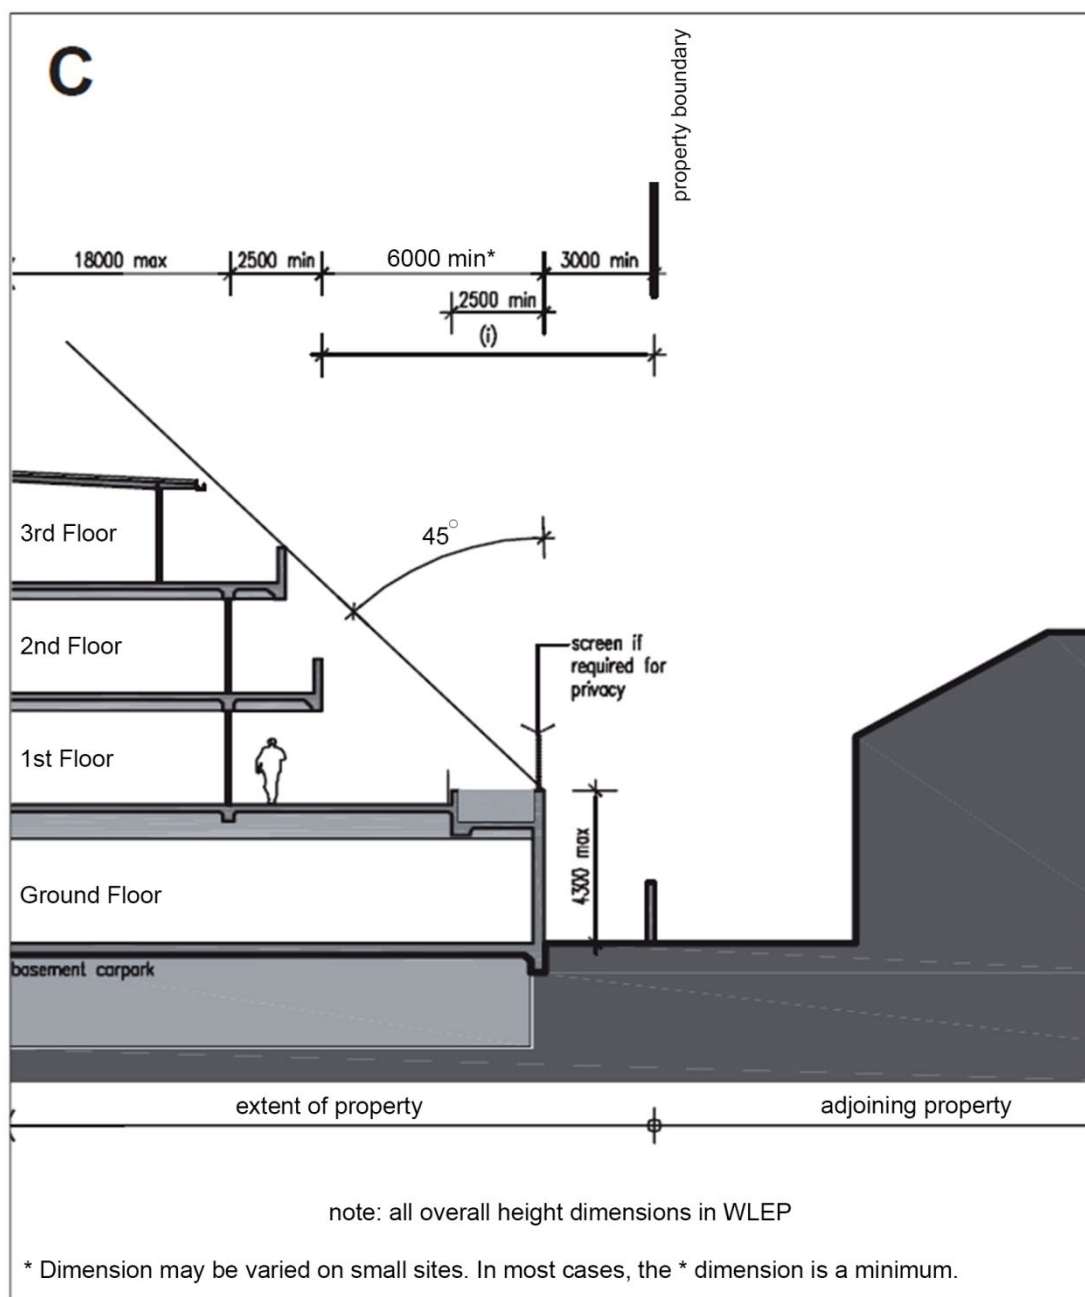 C
property boundary
18000 max
2500 min
6000 min*
3000 min
2500 min
(i)
3rd Floor
45°
2nd Floor
screen if
required for
privacy
1st Floor
4300 max
Ground Floor
basement carpark
extent of property
adjoining property
note: all overall height dimensions in WLEP
* Dimension may be varied on small sites. In most cases, the * dimension is a minimum.